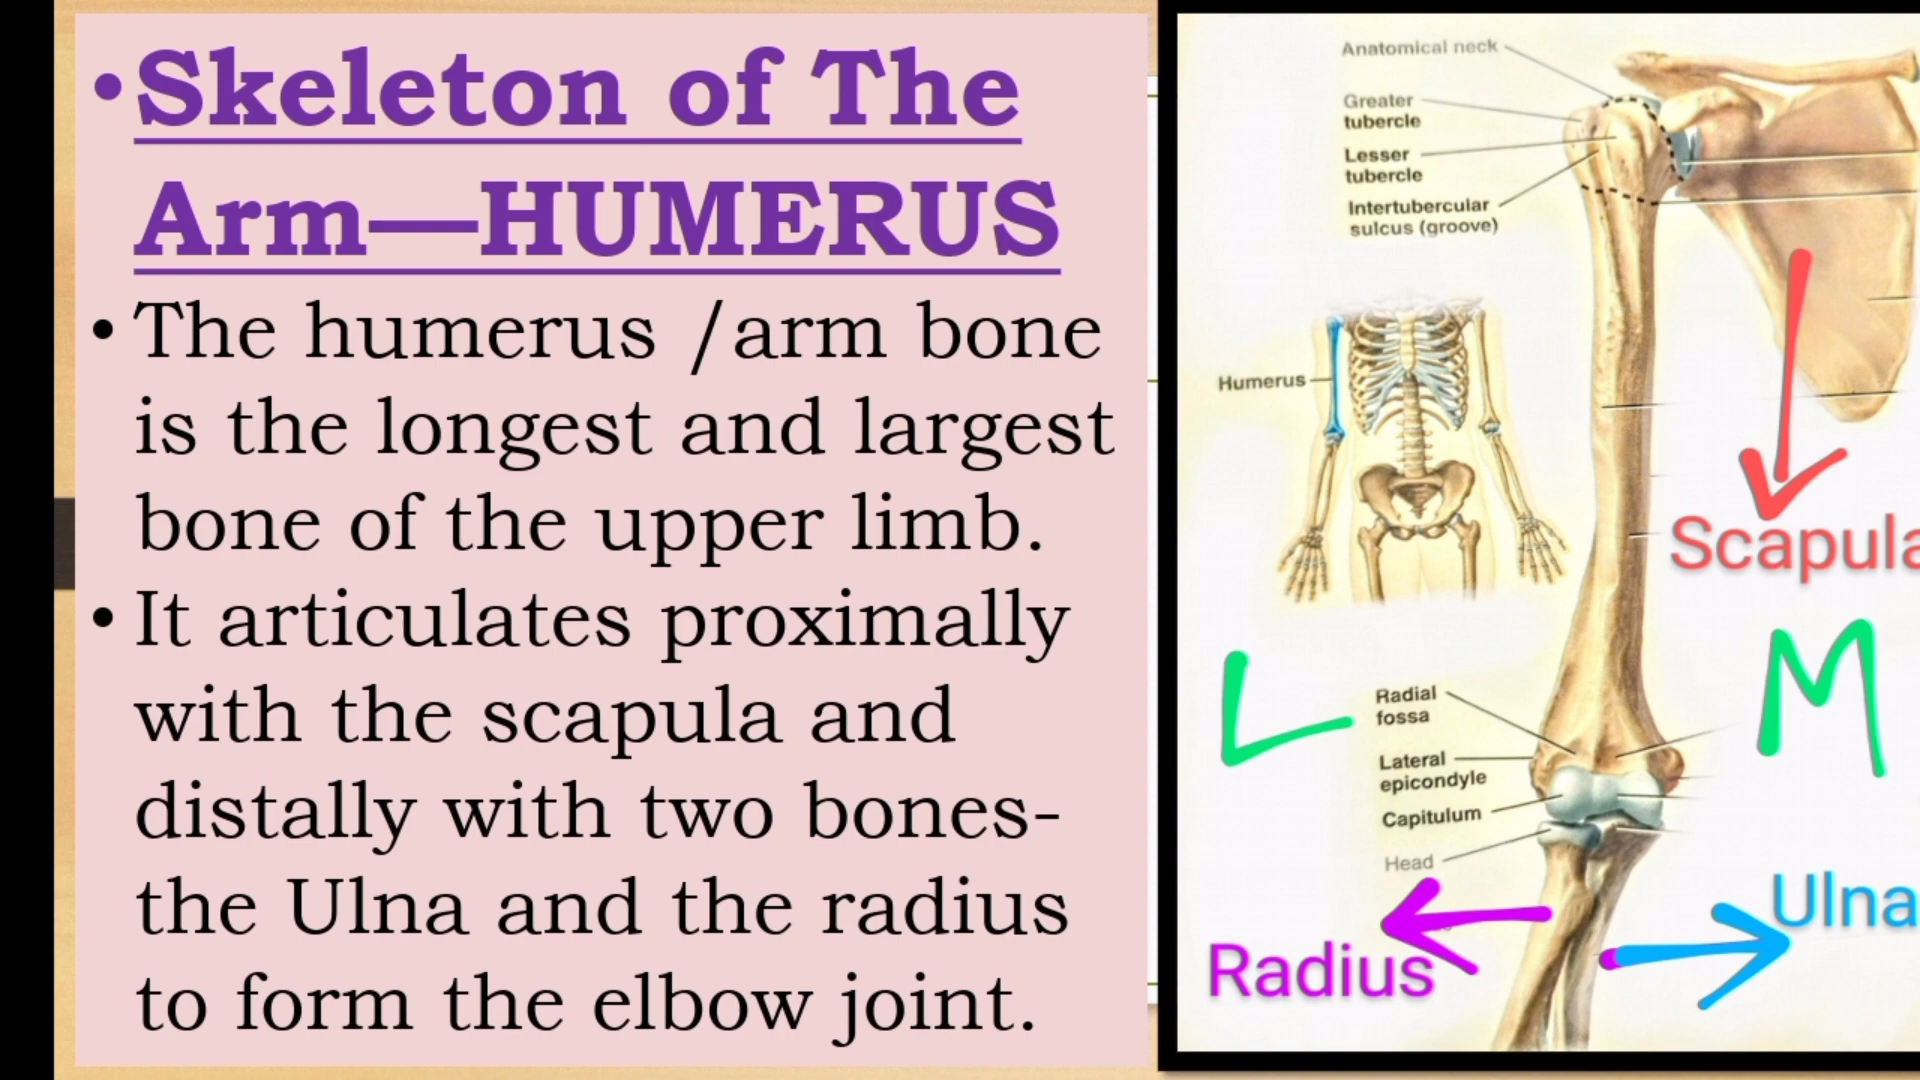 •Skeleton of The
Arm—HUMERUS
• The humerus /arm bone
is the longest and largest
bone of the upper limb.
• It articulates proximally
with the scapula and
distally with two bones-
the Ulna and the radius
to form the elbow joint.
Anatomical neck
Greater
tubercle
Lesser
tubercle
Intertubercular
sulcus (groove)
Humerus
Scapula
L
M
Radial
fossa
Lateral
epicondyle
Capitulum
Head
Ulna
Radius